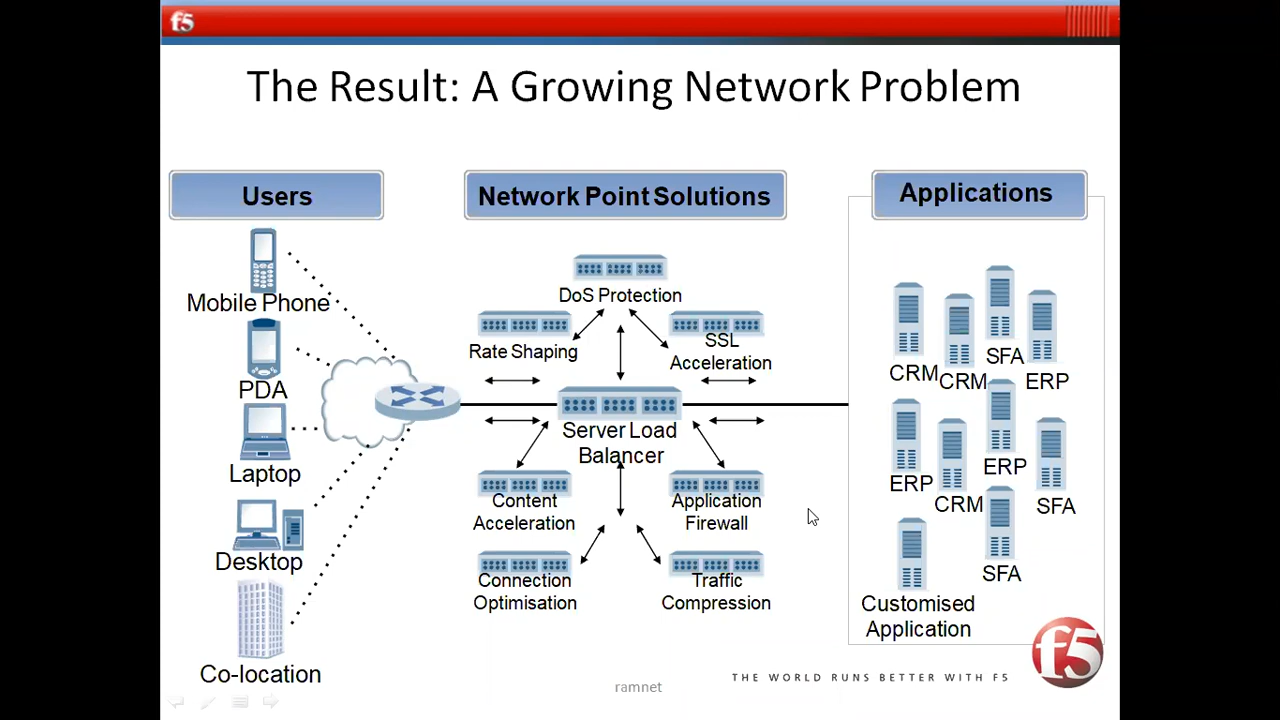 f5
The Result: A Growing Network Problem
Users
Network Point Solutions
Applications
Mobile Phone
PDA
Laptop
Desktop
Co-location
DoS Protection
Rate Shaping
SSL
Acceleration
Server Load
Balancer
Content
Acceleration
Application
Firewall
Connection
Optimisation
Traffic
Compression
CRM
CRM
SFA
ERP
ERP
CRM
ERP
SFA
SFA
Customised
Application
f5
THE WORLD RUNS BETTER WITH F5
ramnet